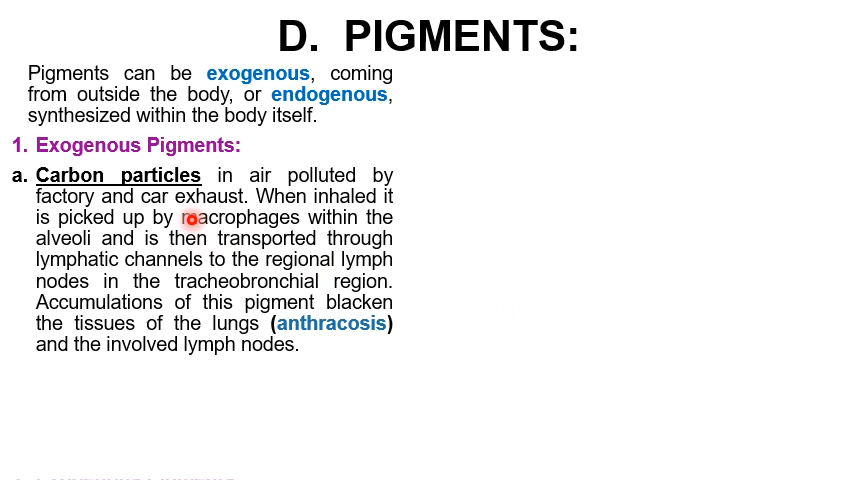 D. PIGMENTS:
Pigments can be exogenous, coming
from outside the body, or endogenous,
synthesized within the body itself.
1. Exogenous Pigments:
a. Carbon particles in air polluted by
factory and car exhaust. When inhaled it
is picked up by macrophages within the
alveoli and is then transported through
lymphatic channels to the regional lymph
nodes in the tracheobronchial region.
Accumulations of this pigment blacken
the tissues of the lungs (anthracosis)
and the involved lymph nodes.